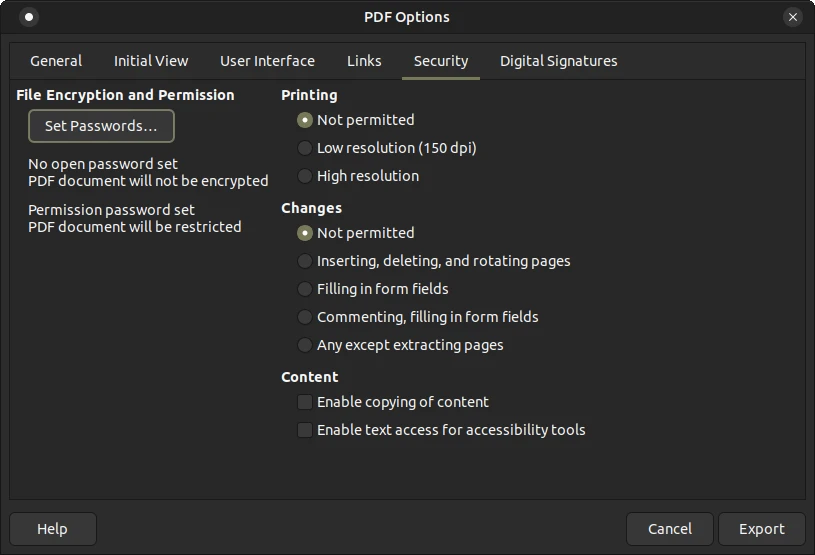 PDF Options
General
Initial View
User Interface
Links
Security
Digital Signatures
File Encryption and Permission
Set Passwords…
No open password set
PDF document will not be encrypted
Permission password set
PDF document will be restricted
Printing
Not permitted
Low resolution (150 dpi)
High resolution
Changes
Not permitted
Inserting, deleting, and rotating pages
Filling in form fields
Commenting, filling in form fields
Any except extracting pages
Content
Enable copying of content
Enable text access for accessibility tools
Help
Cancel
Export